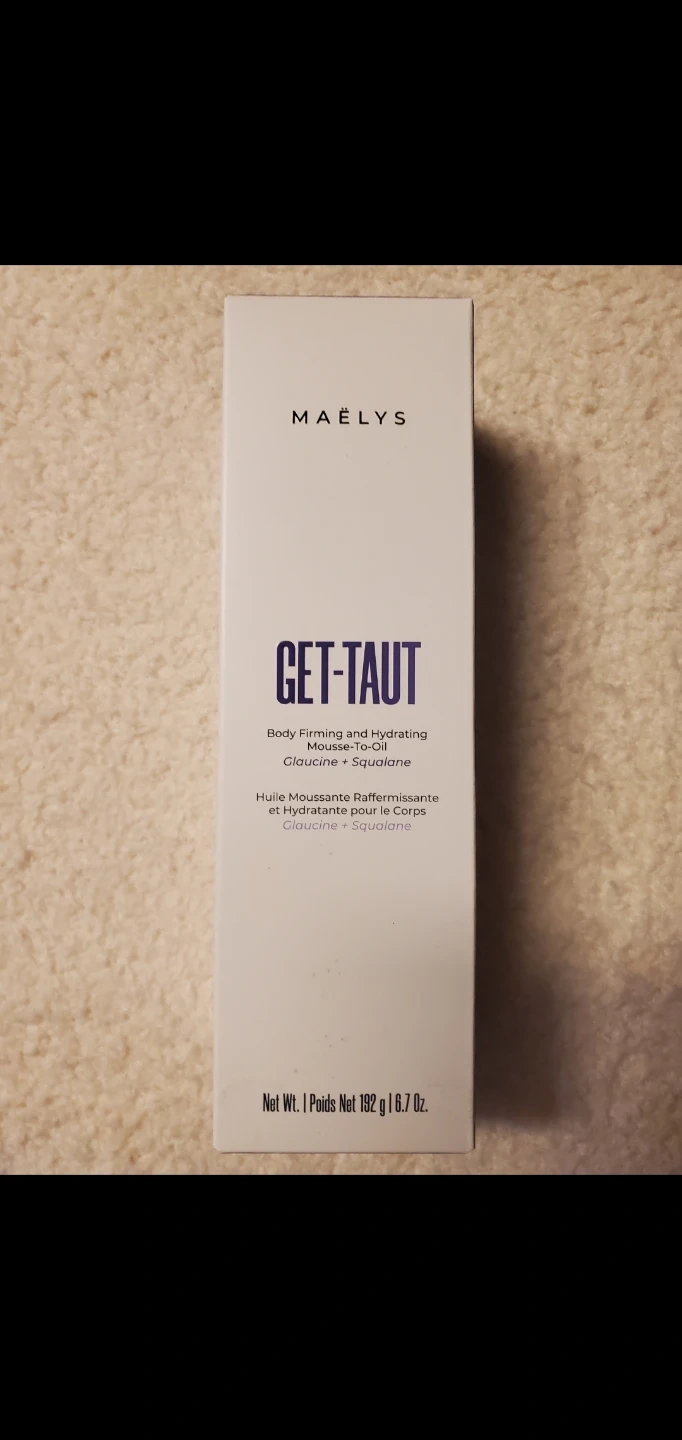 MAËLYS
GET-TAUT
Body Firming and Hydrating
Mousse-To-Oil
Glaucine + Squalane
Huile Moussante Raffermissante
et Hydratante pour le Corps
Glaucine + Squalane
Net Wt. | Poids Net 192 g | 6.7 Oz.